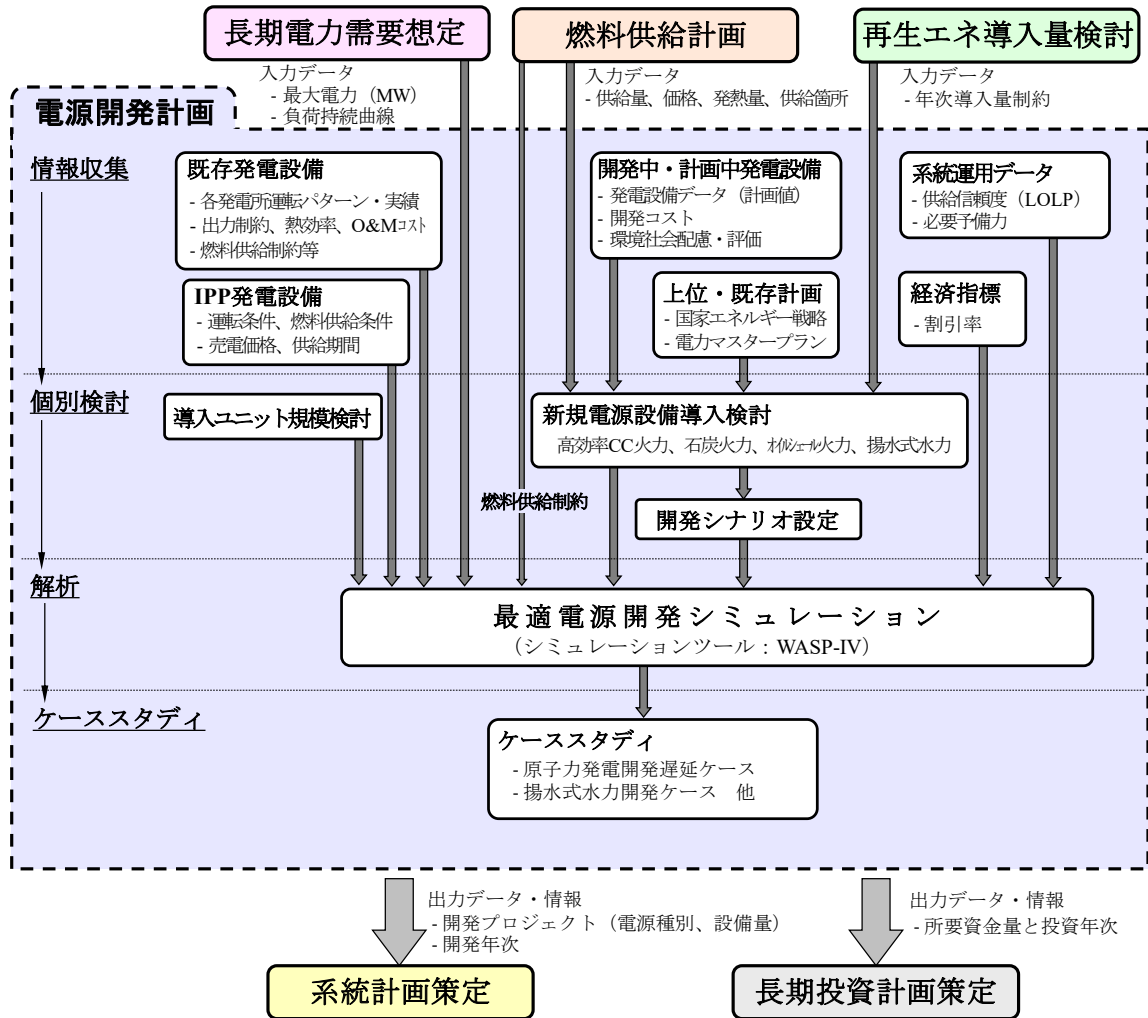 長期電力需要想定
燃料供給計画
再生エネ導入量検討
入力データ
- 最大電力（MW）
- 負荷持続曲線
入力データ
- 供給量、価格、発熱量、供給箇所
入力データ
- 年次導入量制約
電源開発計画
情報収集
既存発電設備
- 各発電所運転パターン・実績
- 出力制約、熱効率、O&Mコスト
- 燃料供給制約等
開発中・計画中発電設備
- 発電設備データ（計画値）
- 開発コスト
- 環境社会配慮・評価
系統運用データ
- 供給信頼度（LOLP）
- 必要予備力
IPP発電設備
- 運転条件、燃料供給条件
- 売電価格、供給期間
上位・既存計画
- 国家エネルギー戦略
- 電力マスタープラン
経済指標
- 割引率
個別検討
導入ユニット規模検討
新規電源設備導入検討
高効率CC火力、石炭火力、オイルシェール火力、揚水式水力
燃料供給制約
開発シナリオ設定
解析
最適電源開発シミュレーション
（シミュレーションツール：WASP-IV）
ケーススタディ
ケーススタディ
- 原子力発電開発遅延ケース
- 揚水式水力開発ケース　他
出力データ・情報
- 開発プロジェクト（電源種別、設備量）
- 開発年次
出力データ・情報
- 所要資金量と投資年次
系統計画策定
長期投資計画策定